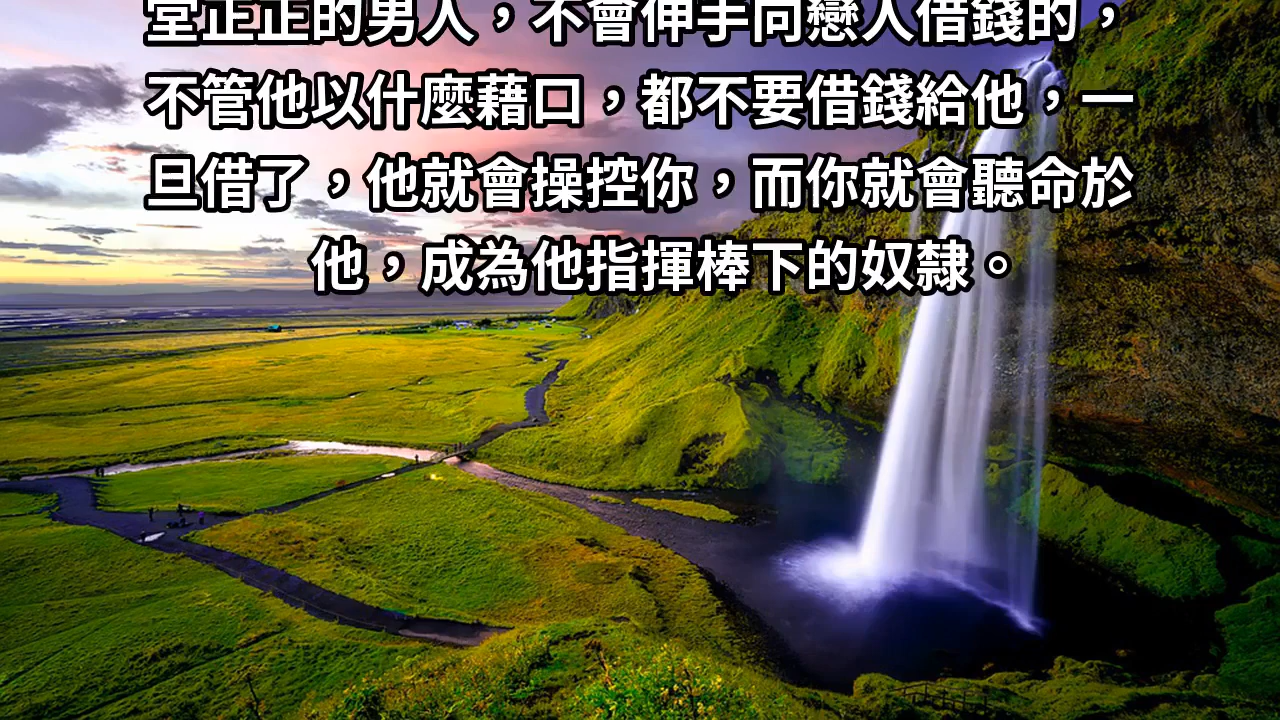 堂正正的男人，不會伸手向戀人借錢的，
不管他以什麼藉口，都不要借錢給他，一
旦借了，他就會操控你，而你就會聽命於
他，成為他指揮棒下的奴隸。